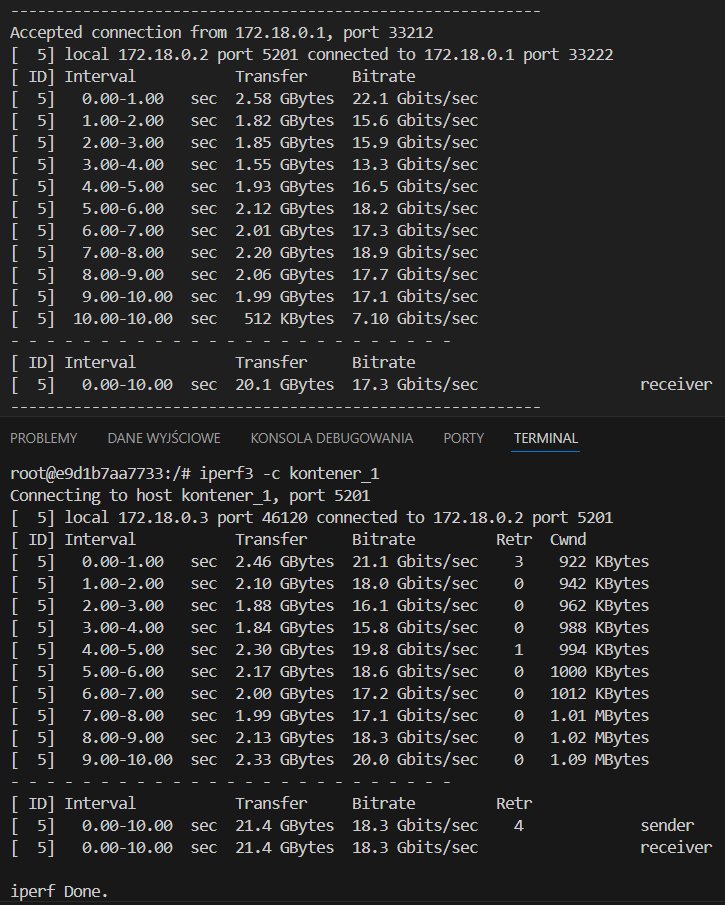 -----------------------------------------------------------
Accepted connection from 172.18.0.1, port 33212
[  5] local 172.18.0.2 port 5201 connected to 172.18.0.1 port 33222
[ ID] Interval           Transfer     Bitrate
[  5]   0.00-1.00   sec  2.58 GBytes  22.1 Gbits/sec
[  5]   1.00-2.00   sec  1.82 GBytes  15.6 Gbits/sec
[  5]   2.00-3.00   sec  1.85 GBytes  15.9 Gbits/sec
[  5]   3.00-4.00   sec  1.55 GBytes  13.3 Gbits/sec
[  5]   4.00-5.00   sec  1.93 GBytes  16.5 Gbits/sec
[  5]   5.00-6.00   sec  2.12 GBytes  18.2 Gbits/sec
[  5]   6.00-7.00   sec  2.01 GBytes  17.3 Gbits/sec
[  5]   7.00-8.00   sec  2.20 GBytes  18.9 Gbits/sec
[  5]   8.00-9.00   sec  2.06 GBytes  17.7 Gbits/sec
[  5]   9.00-10.00  sec  1.99 GBytes  17.1 Gbits/sec
[  5]  10.00-10.00  sec   512 KBytes  7.10 Gbits/sec
- - - - - - - - - - - - - - - - - - - - - - - - -
[ ID] Interval           Transfer     Bitrate
[  5]   0.00-10.00  sec  20.1 GBytes  17.3 Gbits/sec                  receiver
-----------------------------------------------------------
PROBLEMY DANE WYJŚCIOWE KONSOLA DEBUGOWANIA PORTY TERMINAL
root@e9d1b7aa7733:/# iperf3 -c kontener_1
Connecting to host kontener_1, port 5201
[  5] local 172.18.0.3 port 46120 connected to 172.18.0.2 port 5201
[ ID] Interval           Transfer     Bitrate         Retr  Cwnd
[  5]   0.00-1.00   sec  2.46 GBytes  21.1 Gbits/sec    3    922 KBytes
[  5]   1.00-2.00   sec  2.10 GBytes  18.0 Gbits/sec    0    942 KBytes
[  5]   2.00-3.00   sec  1.88 GBytes  16.1 Gbits/sec    0    962 KBytes
[  5]   3.00-4.00   sec  1.84 GBytes  15.8 Gbits/sec    0    988 KBytes
[  5]   4.00-5.00   sec  2.30 GBytes  19.8 Gbits/sec    1    994 KBytes
[  5]   5.00-6.00   sec  2.17 GBytes  18.6 Gbits/sec    0   1000 KBytes
[  5]   6.00-7.00   sec  2.00 GBytes  17.2 Gbits/sec    0   1012 KBytes
[  5]   7.00-8.00   sec  1.99 GBytes  17.1 Gbits/sec    0   1.01 MBytes
[  5]   8.00-9.00   sec  2.13 GBytes  18.3 Gbits/sec    0   1.02 MBytes
[  5]   9.00-10.00  sec  2.33 GBytes  20.0 Gbits/sec    0   1.09 MBytes
- - - - - - - - - - - - - - - - - - - - - - - - -
[ ID] Interval           Transfer     Bitrate         Retr
[  5]   0.00-10.00  sec  21.4 GBytes  18.3 Gbits/sec    4             sender
[  5]   0.00-10.00  sec  21.4 GBytes  18.3 Gbits/sec                  receiver
iperf Done.